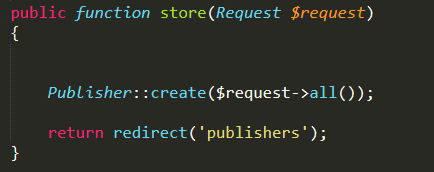 public function store(Request $request)
{
Publisher::create($request->all());
return redirect('publishers');
}